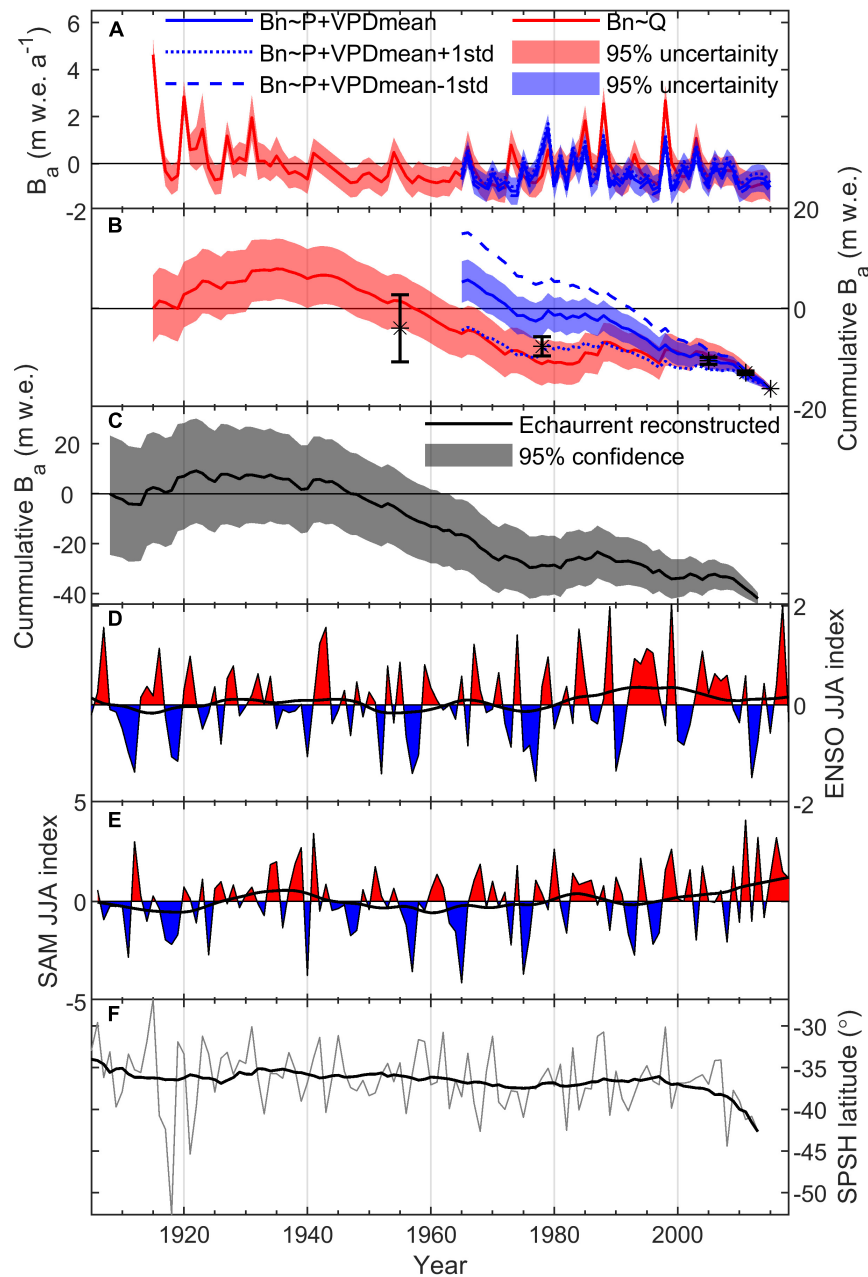 A
Bn~P+VPDmean
Bn~Q
Bn~P+VPDmean+1std
95% uncertainity
Bn~P+VPDmean-1std
95% uncertainity
6
4
2
0
-2
B_a (m w.e. a^-1)
B
20
0
-20
Cummulative B_a (m w.e.)
C
Echaurrent reconstructed
95% confidence
20
0
-20
-40
Cummulative B_a (m w.e.)
D
2
0
-2
ENSO JJA index
E
5
0
-5
SAM JJA index
F
-30
-35
-40
-45
-50
SPSH latitude (°)
1920 1940 1960 1980 2000
Year